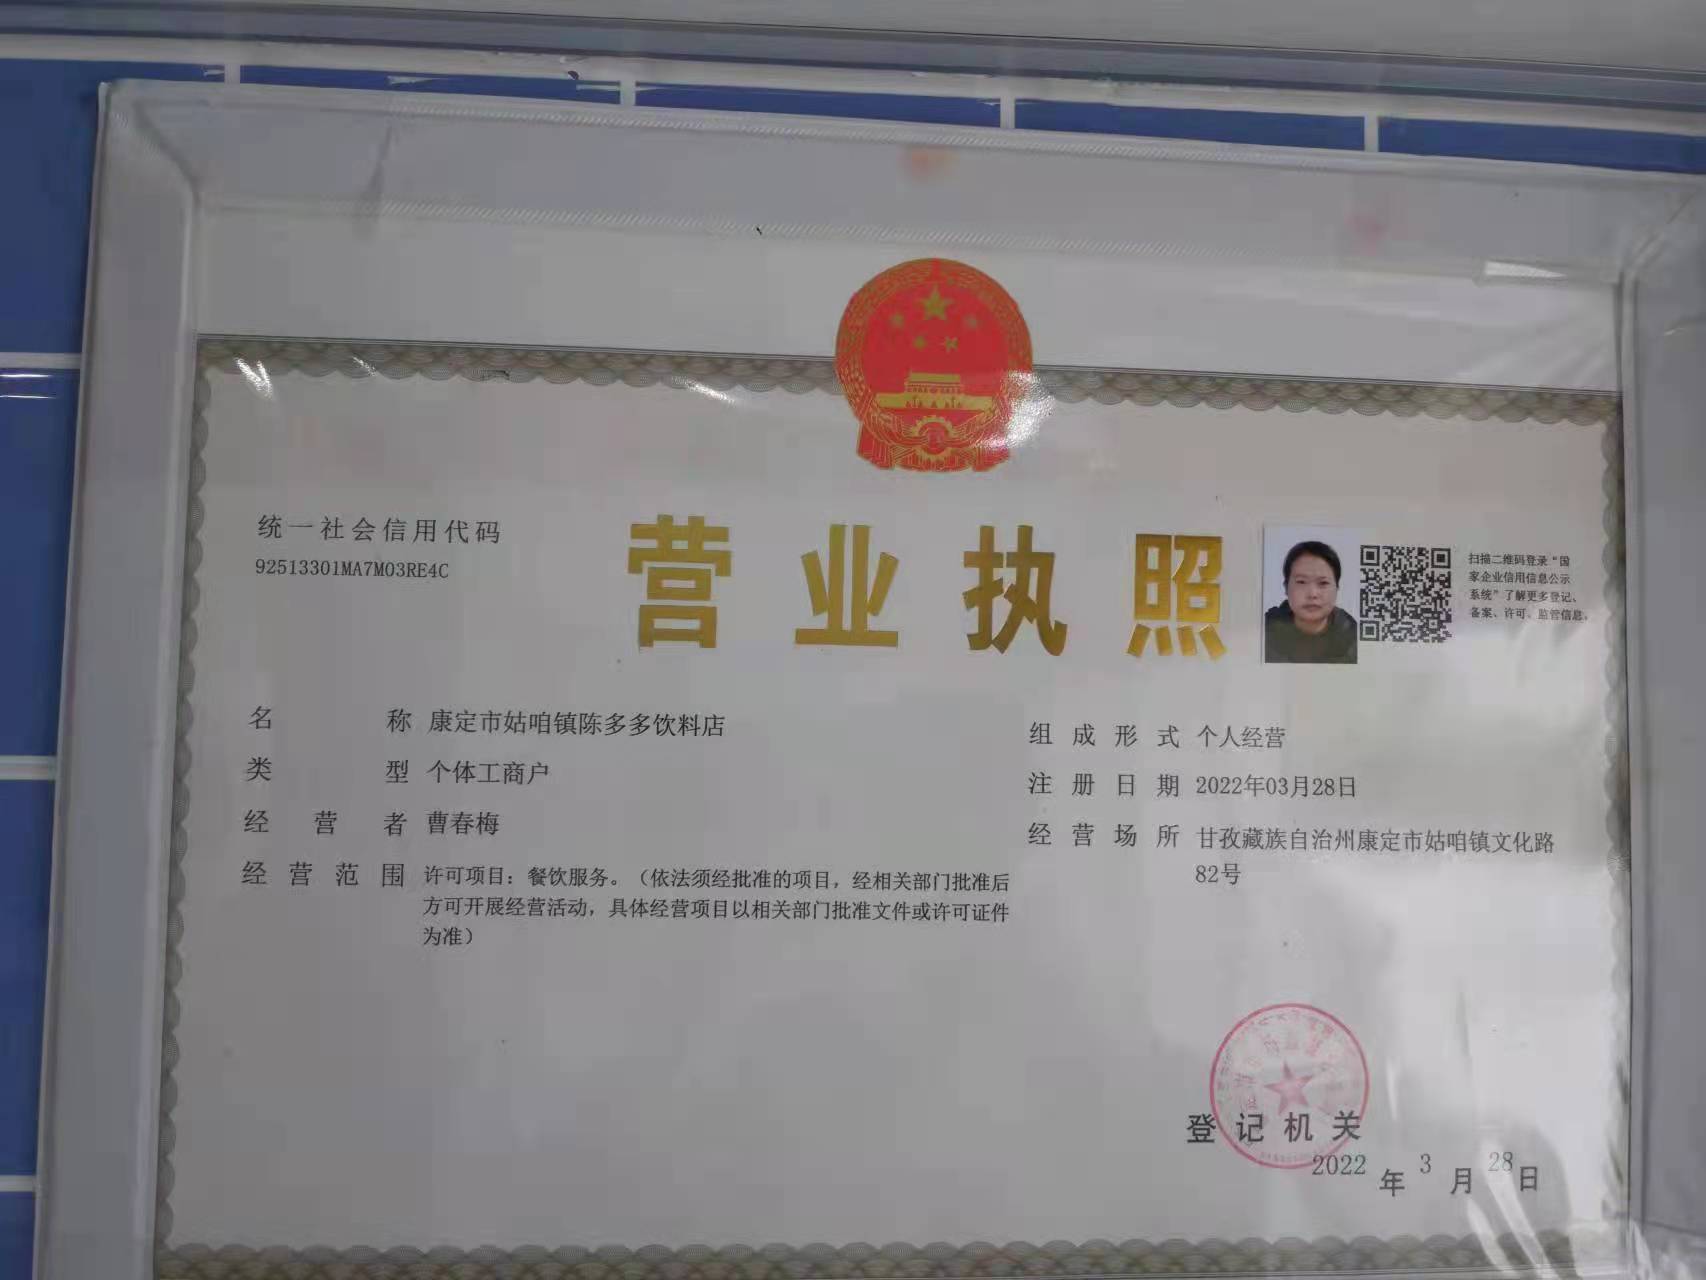 统一社会信用代码
92513301MA7M03RE4C
营业执照
扫描二维码登录“国
家企业信用信息公示
系统”了解更多登记、
备案、许可、监管信息。
名称 康定市姑咱镇陈多多饮料店
类型 个体工商户
经营者 曹春梅
经营范围 许可项目：餐饮服务。（依法须经批准的项目，经相关部门批准后
方可开展经营活动，具体经营项目以相关部门批准文件或许可证件
为准）
组成形式 个人经营
注册日期 2022年03月28日
经营场所 甘孜藏族自治州康定市姑咱镇文化路
82号
登记机关
2022年3月28日